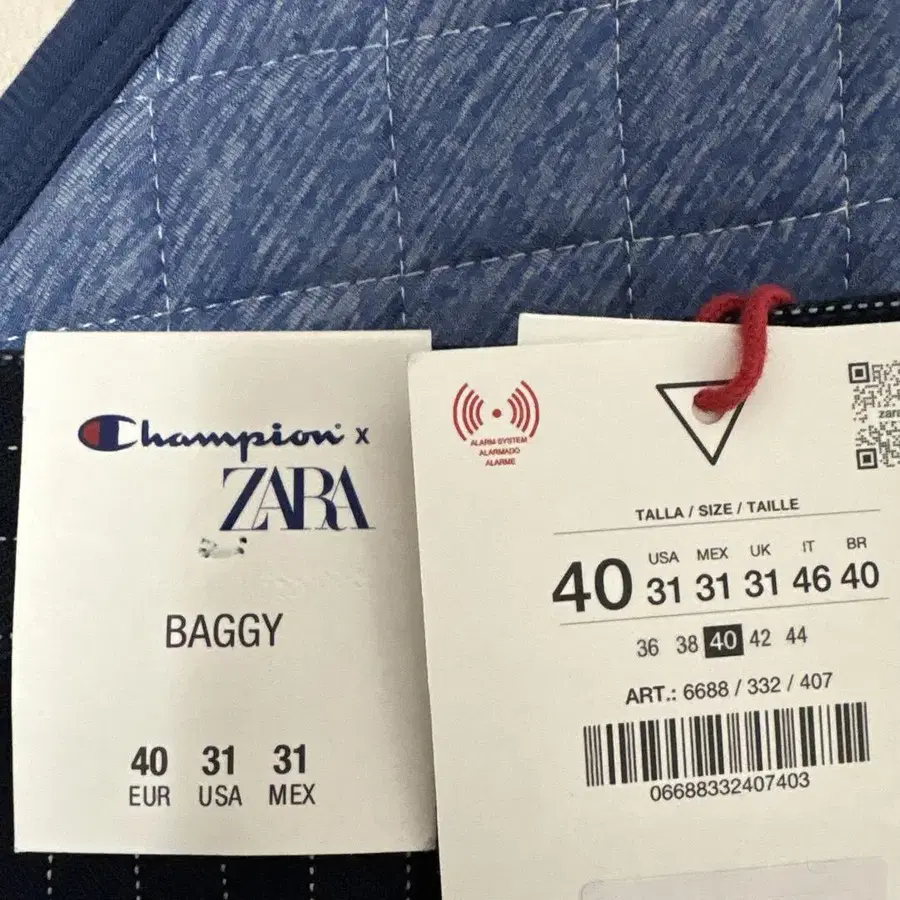 Champion x
ZARA
BAGGY
40 31 31
EUR USA MEX
ALARM SYSTEM
ALARMADO
ALARME
zara
TALLA / SIZE / TAILLE
USA MEX UK IT BR
40 31 31 31 46 40
36 38 40 42 44
ART.: 6688 / 332 / 407
06688332407403